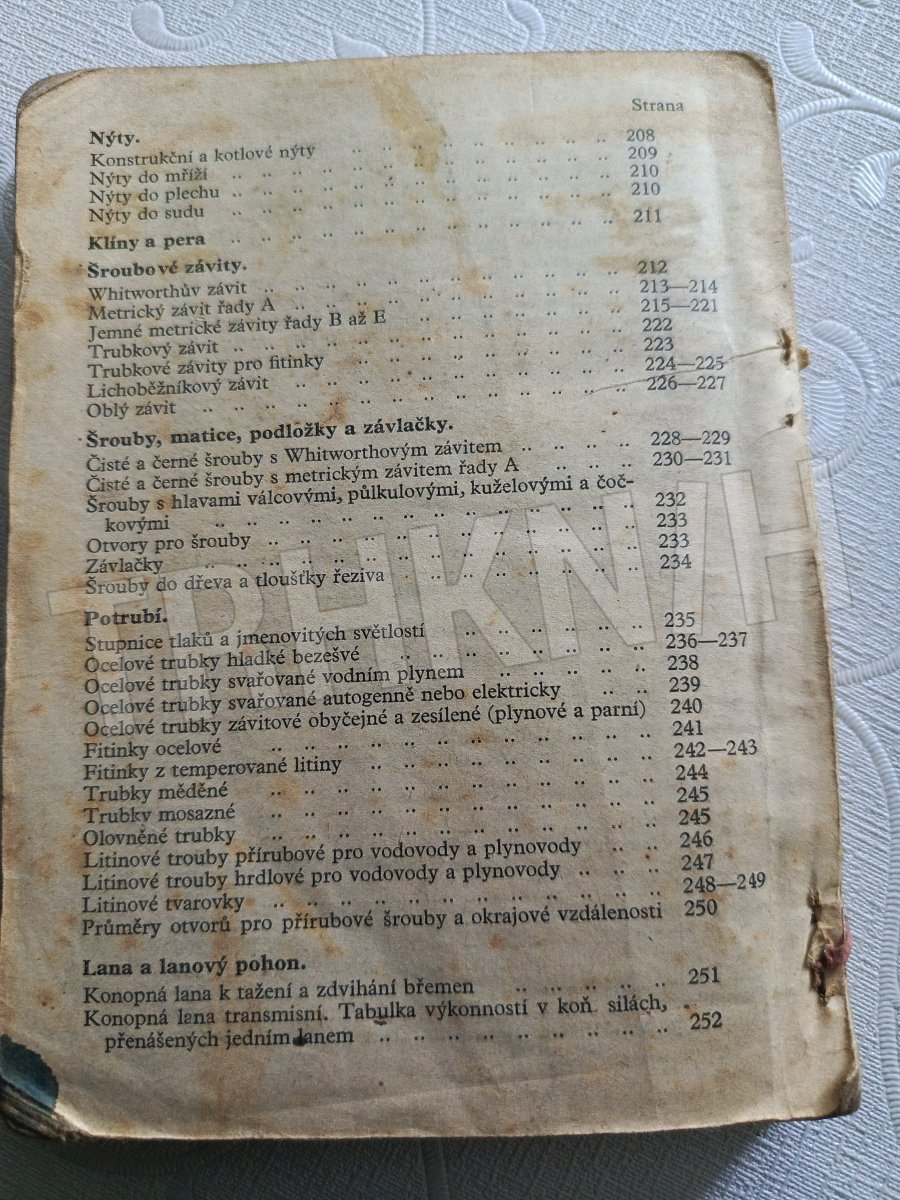 Strana
Nýty.
Konstrukční a kotlové nýty .. .. .. .. .. .. .. .. .. 208
Nýty do mříží .. .. .. .. .. .. .. .. .. .. .. .. 209
Nýty do plechu .. .. .. .. .. .. .. .. .. .. .. .. 210
Nýty do sudu .. .. .. .. .. .. .. .. .. .. .. .. 210
Klíny a pera .. .. .. .. .. .. .. .. .. .. .. .. 211
Šroubové závity.
Whitworthův závit .. .. .. .. .. .. .. .. .. .. .. 212
Metrický závit řady A .. .. .. .. .. .. .. .. .. .. 213—214
Jemné metrické závity řady B až E .. .. .. .. .. .. .. 215—221
Trubkový závit .. .. .. .. .. .. .. .. .. .. .. .. 222
Trubkové závity pro fitinky .. .. .. .. .. .. .. .. .. 223
Lichoběžníkový závit .. .. .. .. .. .. .. .. .. .. .. 224—225
Oblý závit .. .. .. .. .. .. .. .. .. .. .. .. .. 226—227
Šrouby, matice, podložky a závlačky.
Čisté a černé šrouby s Whitworthovým závitem .. .. .. .. 228—229
Čisté a černé šrouby s metrickým závitem řady A .. .. .. 230—231
Šrouby s hlavami válcovými, půlkulovými, kuželovými a čoč-
kovými .. .. .. .. .. .. .. .. .. .. .. .. .. .. 232
Otvory pro šrouby .. .. .. .. .. .. .. .. .. .. .. .. 233
Závlačky .. .. .. .. .. .. .. .. .. .. .. .. .. .. 233
Šrouby do dřeva a tloušťky řeziva .. .. .. .. .. .. .. 234
Potrubí.
Stupnice tlaků a jmenovitých světlostí .. .. .. .. .. .. 235
Ocelové trubky hladké bezešvé .. .. .. .. .. .. .. .. 236—237
Ocelové trubky svařované vodním plynem .. .. .. .. .. 238
Ocelové trubky svařované autogenně nebo elektricky .. .. 239
Ocelové trubky závitové obyčejné a zesílené (plynové a parní) 240
Fitinky ocelové .. .. .. .. .. .. .. .. .. .. .. .. 241
Fitinky z temperované litiny .. .. .. .. .. .. .. .. .. 242—243
Trubky měděné .. .. .. .. .. .. .. .. .. .. .. .. 244
Trubky mosazné .. .. .. .. .. .. .. .. .. .. .. .. 245
Olovněné trubky .. .. .. .. .. .. .. .. .. .. .. .. 245
Litinové trouby přírubové pro vodovody a plynovody .. .. 246
Litinové trouby hrdlové pro vodovody a plynovody .. .. .. 247
Litinové tvarovky .. .. .. .. .. .. .. .. .. .. .. .. 248—249
Průměry otvorů pro přírubové šrouby a okrajové vzdálenosti 250
Lana a lanový pohon.
Konopná lana k tažení a zdvihání břemen .. .. .. .. .. 251
Konopná lana transmisní. Tabulka výkonností v koň. silách,
přenášených jedním lanem .. .. .. .. .. .. .. .. .. 252
TRHKNIH